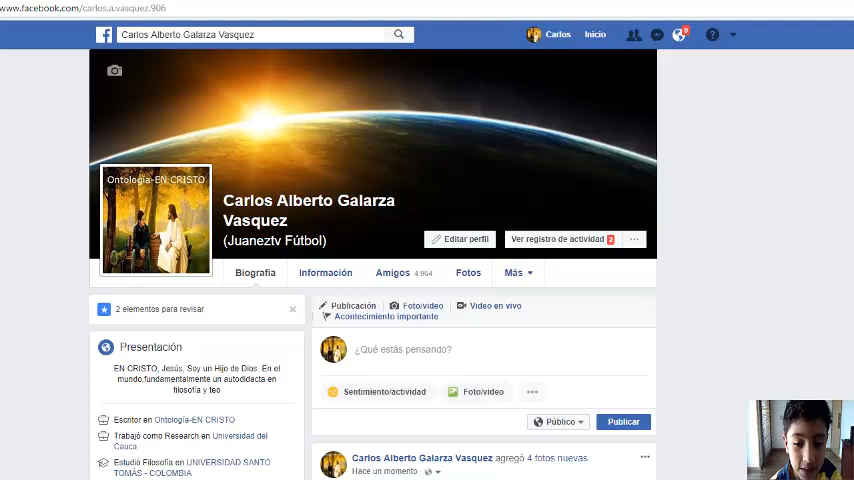 www.facebook.com/carlos.a.vasquez.906
f Carlos Alberto Galarza Vasquez Carlos Inicio 8 ?
Ontología-EN CRISTO
Carlos Alberto Galarza
Vasquez
(Juaneztv Fútbol)
Editar perfil Ver registro de actividad 2 ...
Biografía Información Amigos 4.964 Fotos Más
2 elementos para revisar ×
Presentación
EN CRISTO, Jesús, Soy un Hijo de Dios. En el
mundo,fundamentalmente un autodidacta en
filosofía y teo
Escritor en Ontología-EN CRISTO
Trabajó como Research en Universidad del
Cauca
Estudió Filosofía en UNIVERSIDAD SANTO
TOMÁS - COLOMBIA
Publicación Foto/video Video en vivo
Acontecimiento importante
¿Qué estás pensando?
Sentimiento/actividad Foto/video ...
Público Publicar
Carlos Alberto Galarza Vasquez agregó 4 fotos nuevas. ...
Hace un momento ·